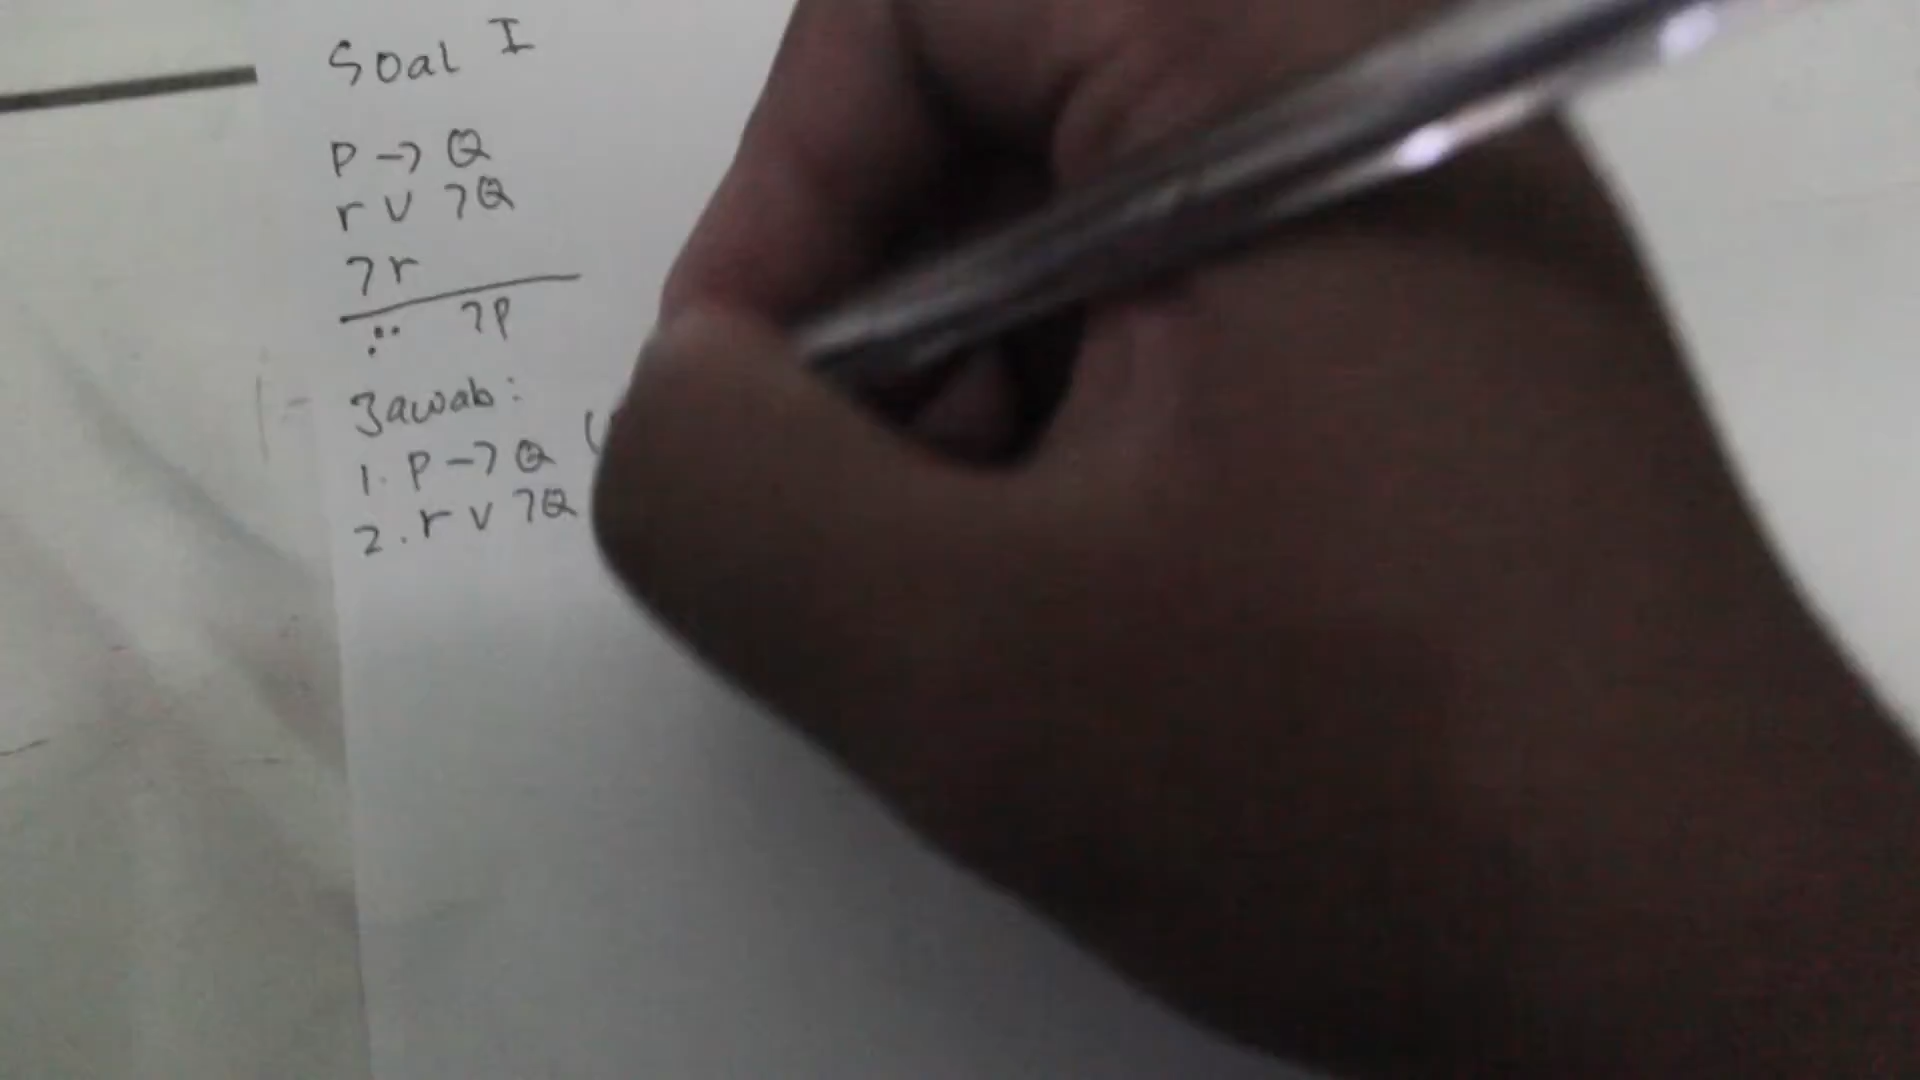 Soal I
P → Q
r ∨ ¬Q
¬r
∴ ¬P
Jawab:
1. P → Q (
2. r ∨ ¬Q